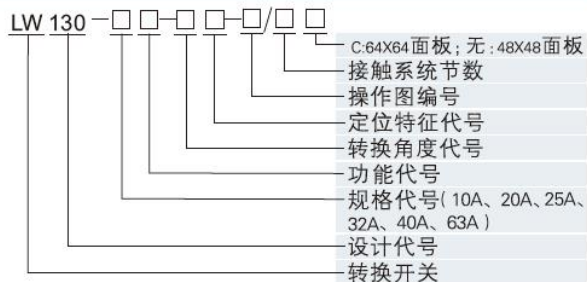 LW 130-□□-□□-□/□□
C:64X64面板；无：48X48面板
接触系统节数
操作图编号
定位特征代号
转换角度代号
功能代号
规格代号(10A、20A、25A、
32A、40A、63A)
设计代号
转换开关